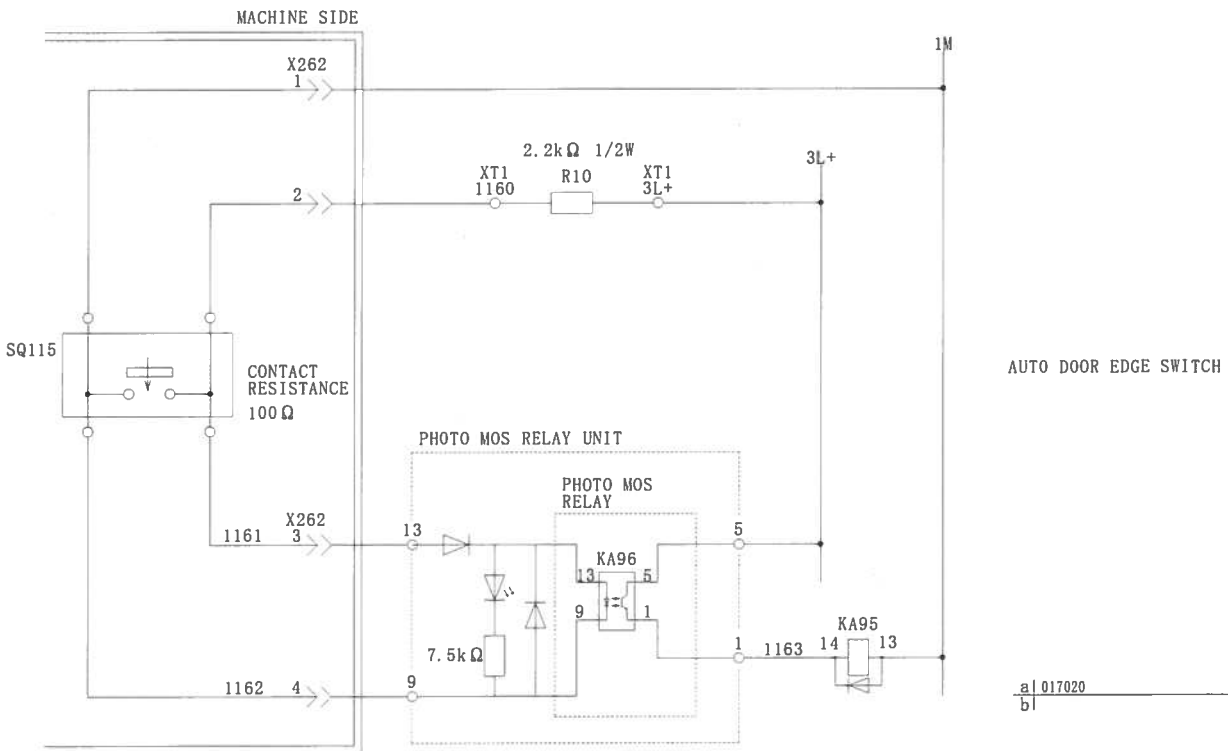 MACHINE SIDE
1M
X262
1
2.2kΩ 1/2W
3L+
XT1
1160
R10
XT1
3L+
2
SQ115
CONTACT
RESISTANCE
100Ω
AUTO DOOR EDGE SWITCH
PHOTO MOS RELAY UNIT
PHOTO MOS
RELAY
1161
X262
3
13
5
KA96
13
5
9
1
KA95
7.5kΩ
1
1163
14
13
1162
4
9
a 017020
b